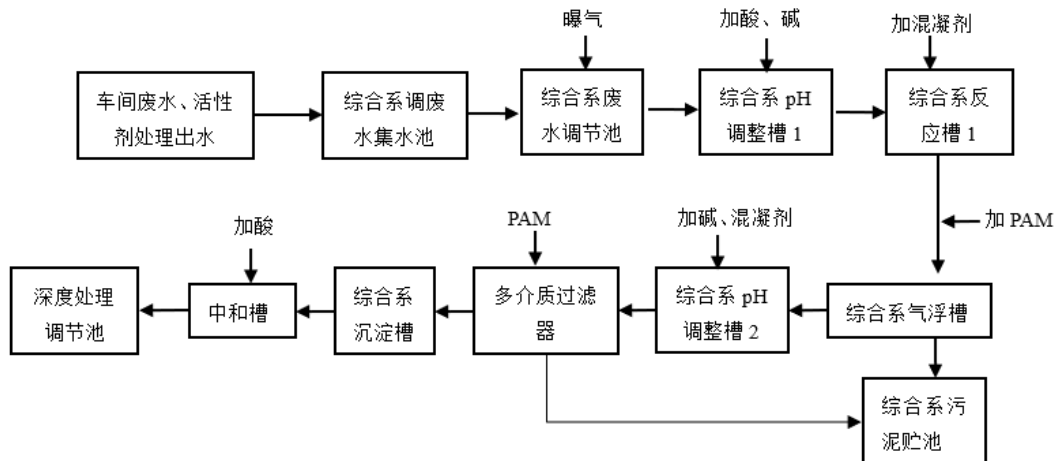 曝气
加酸、碱
加混凝剂
车间废水、活性
剂处理出水
综合系调废
水集水池
综合系废
水调节池
综合系 pH
调整槽 1
综合系反
应槽 1
加 PAM
加酸
PAM
加碱、混凝剂
深度处理
调节池
中和槽
综合系
沉淀槽
多介质过滤
器
综合系 pH
调整槽 2
综合系气浮槽
综合系污
泥贮池